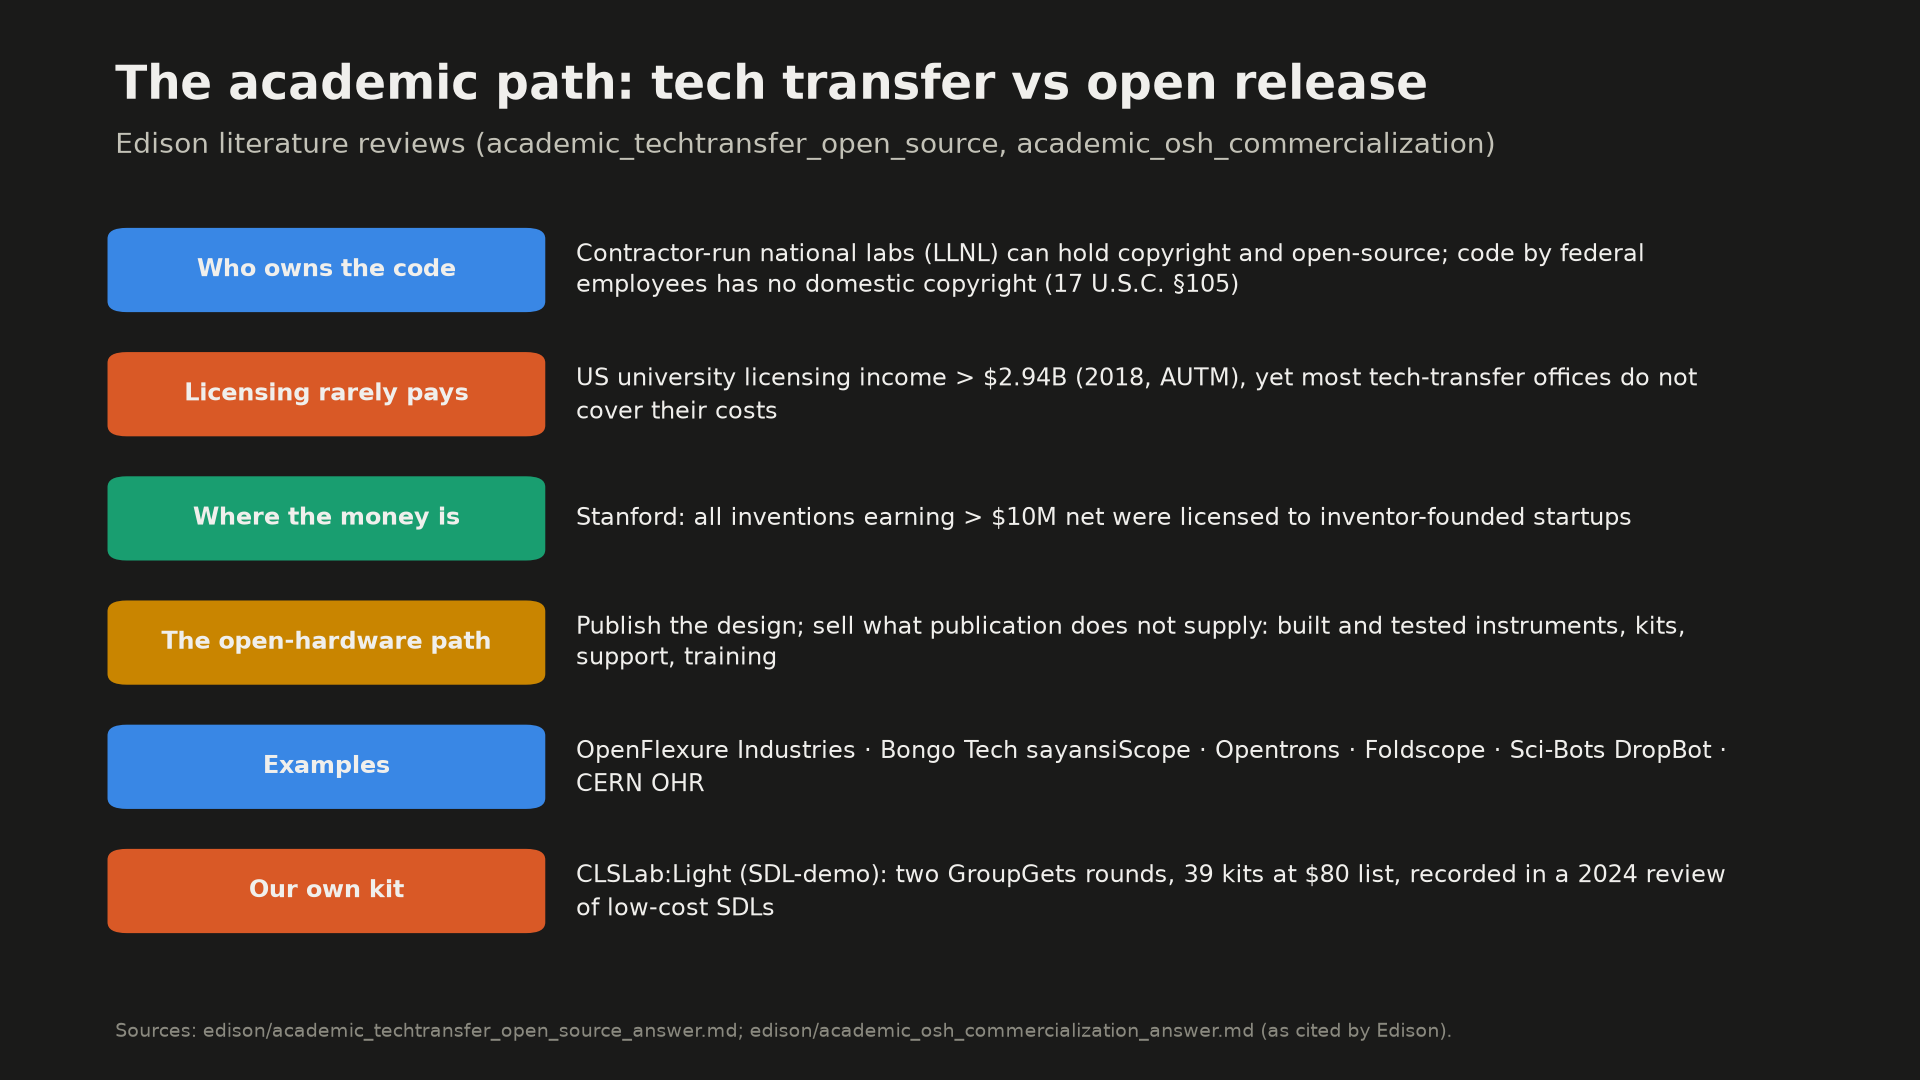 The academic path: tech transfer vs open release
Edison literature reviews (academic_techtransfer_open_source, academic_osh_commercialization)
Who owns the code
Contractor-run national labs (LLNL) can hold copyright and open-source; code by federal
employees has no domestic copyright (17 U.S.C. §105)
Licensing rarely pays
US university licensing income > $2.94B (2018, AUTM), yet most tech-transfer offices do not
cover their costs
Where the money is
Stanford: all inventions earning > $10M net were licensed to inventor-founded startups
The open-hardware path
Publish the design; sell what publication does not supply: built and tested instruments, kits,
support, training
Examples
OpenFlexure Industries · Bongo Tech sayansiScope · Opentrons · Foldscope · Sci-Bots DropBot ·
CERN OHR
Our own kit
CLSLab:Light (SDL-demo): two GroupGets rounds, 39 kits at $80 list, recorded in a 2024 review
of low-cost SDLs
Sources: edison/academic_techtransfer_open_source_answer.md; edison/academic_osh_commercialization_answer.md (as cited by Edison).